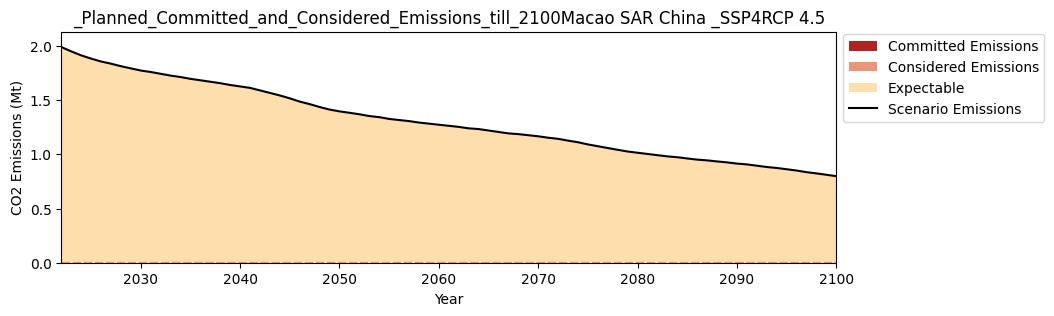 _Planned_Committed_and_Considered_Emissions_till_2100Macao SAR China _SSP4RCP 4.5
Committed Emissions
Considered Emissions
Expectable
Scenario Emissions
CO2 Emissions (Mt)
2.0
1.5
1.0
0.5
0.0
2030 2040 2050 2060 2070 2080 2090 2100
Year